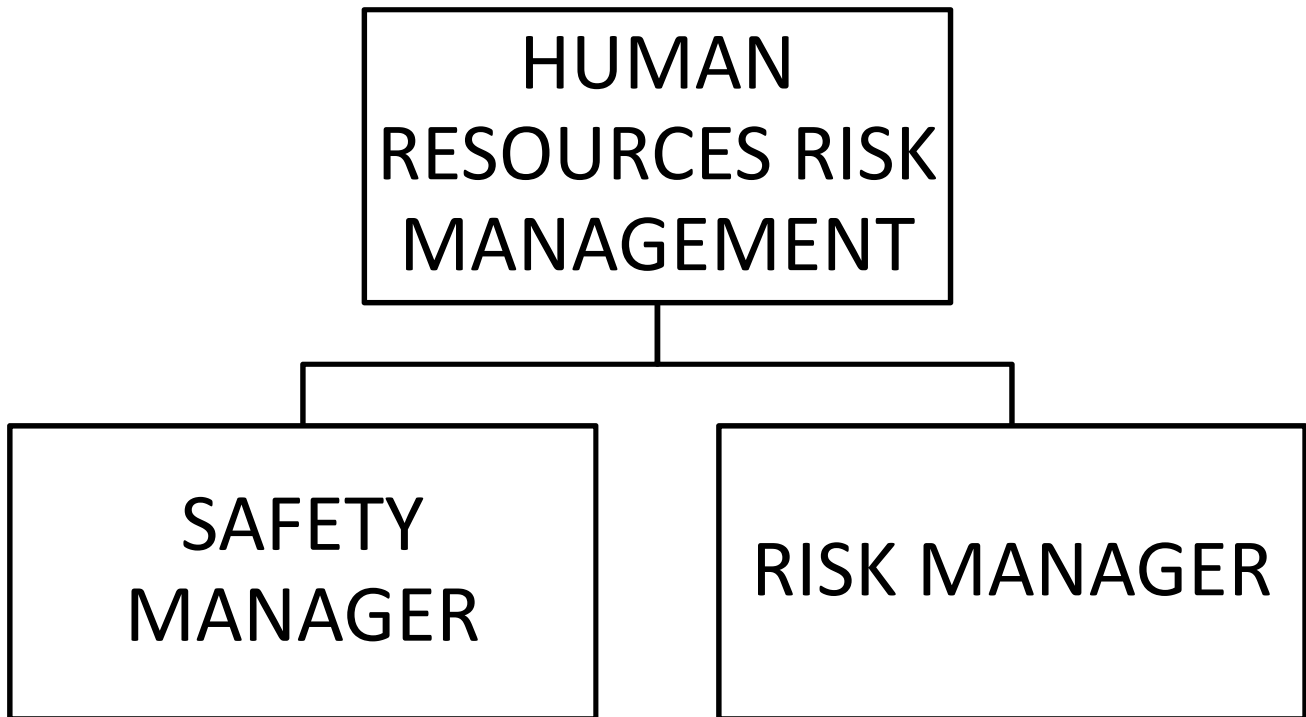 HUMAN
RESOURCES RISK
MANAGEMENT
SAFETY
MANAGER
RISK MANAGER